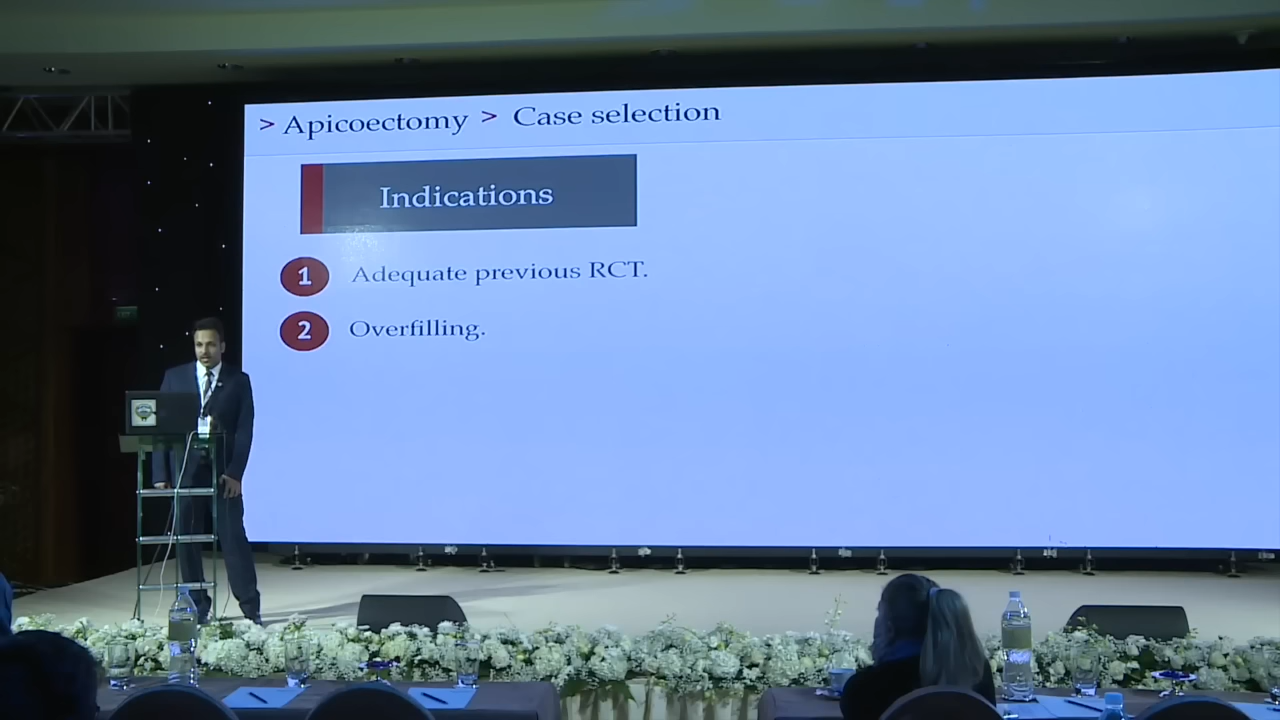 > Apicoectomy > Case selection
Indications
1 Adequate previous RCT.
2 Overfilling.